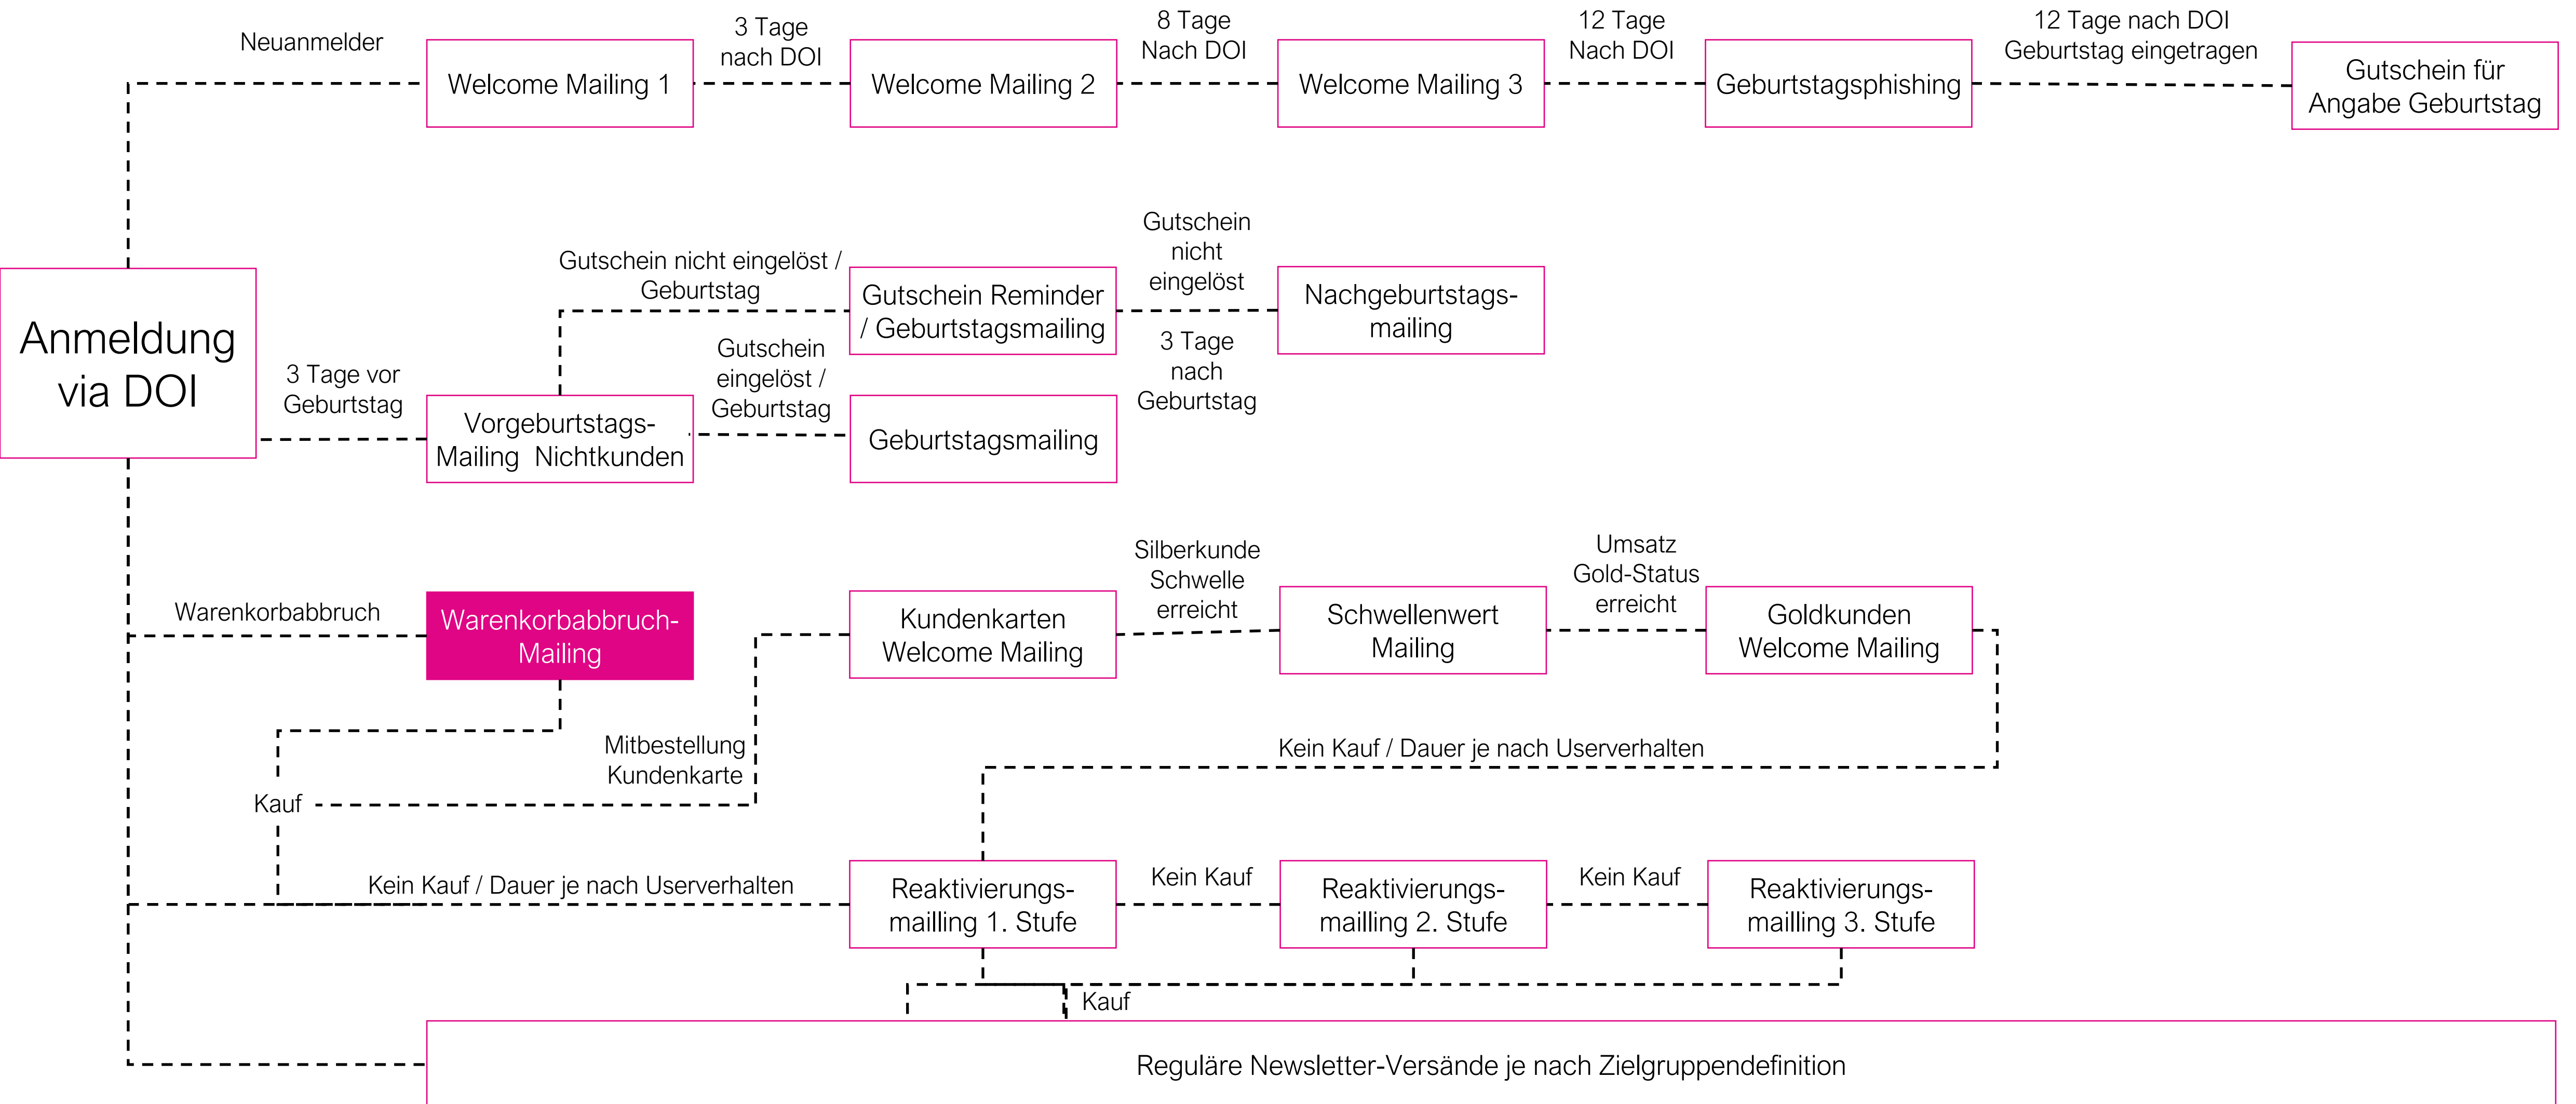 Neuanmelder
Welcome Mailing 1
3 Tage
nach DOI
Welcome Mailing 2
8 Tage
Nach DOI
Welcome Mailing 3
12 Tage
Nach DOI
Geburtstagsphishing
12 Tage nach DOI
Geburtstag eingetragen
Gutschein für
Angabe Geburtstag
Anmeldung
via DOI
3 Tage vor
Geburtstag
Vorgeburtstags-
Mailing Nichtkunden
Gutschein nicht eingelöst /
Geburtstag
Gutschein Reminder
/ Geburtstagsmailing
Gutschein
nicht
eingelöst
3 Tage
nach
Geburtstag
Nachgeburtstags-
mailing
Gutschein
eingelöst /
Geburtstag
Geburtstagsmailing
Warenkorbabbruch
Warenkorbabbruch-
Mailing
Kauf
Mitbestellung
Kundenkarte
Kundenkarten
Welcome Mailing
Silberkunde
Schwelle
erreicht
Schwellenwert
Mailing
Umsatz
Gold-Status
erreicht
Goldkunden
Welcome Mailing
Kein Kauf / Dauer je nach Userverhalten
Kein Kauf / Dauer je nach Userverhalten
Reaktivierungs-
mailling 1. Stufe
Kein Kauf
Reaktivierungs-
mailling 2. Stufe
Kein Kauf
Reaktivierungs-
mailling 3. Stufe
Kauf
Reguläre Newsletter-Versände je nach Zielgruppendefinition